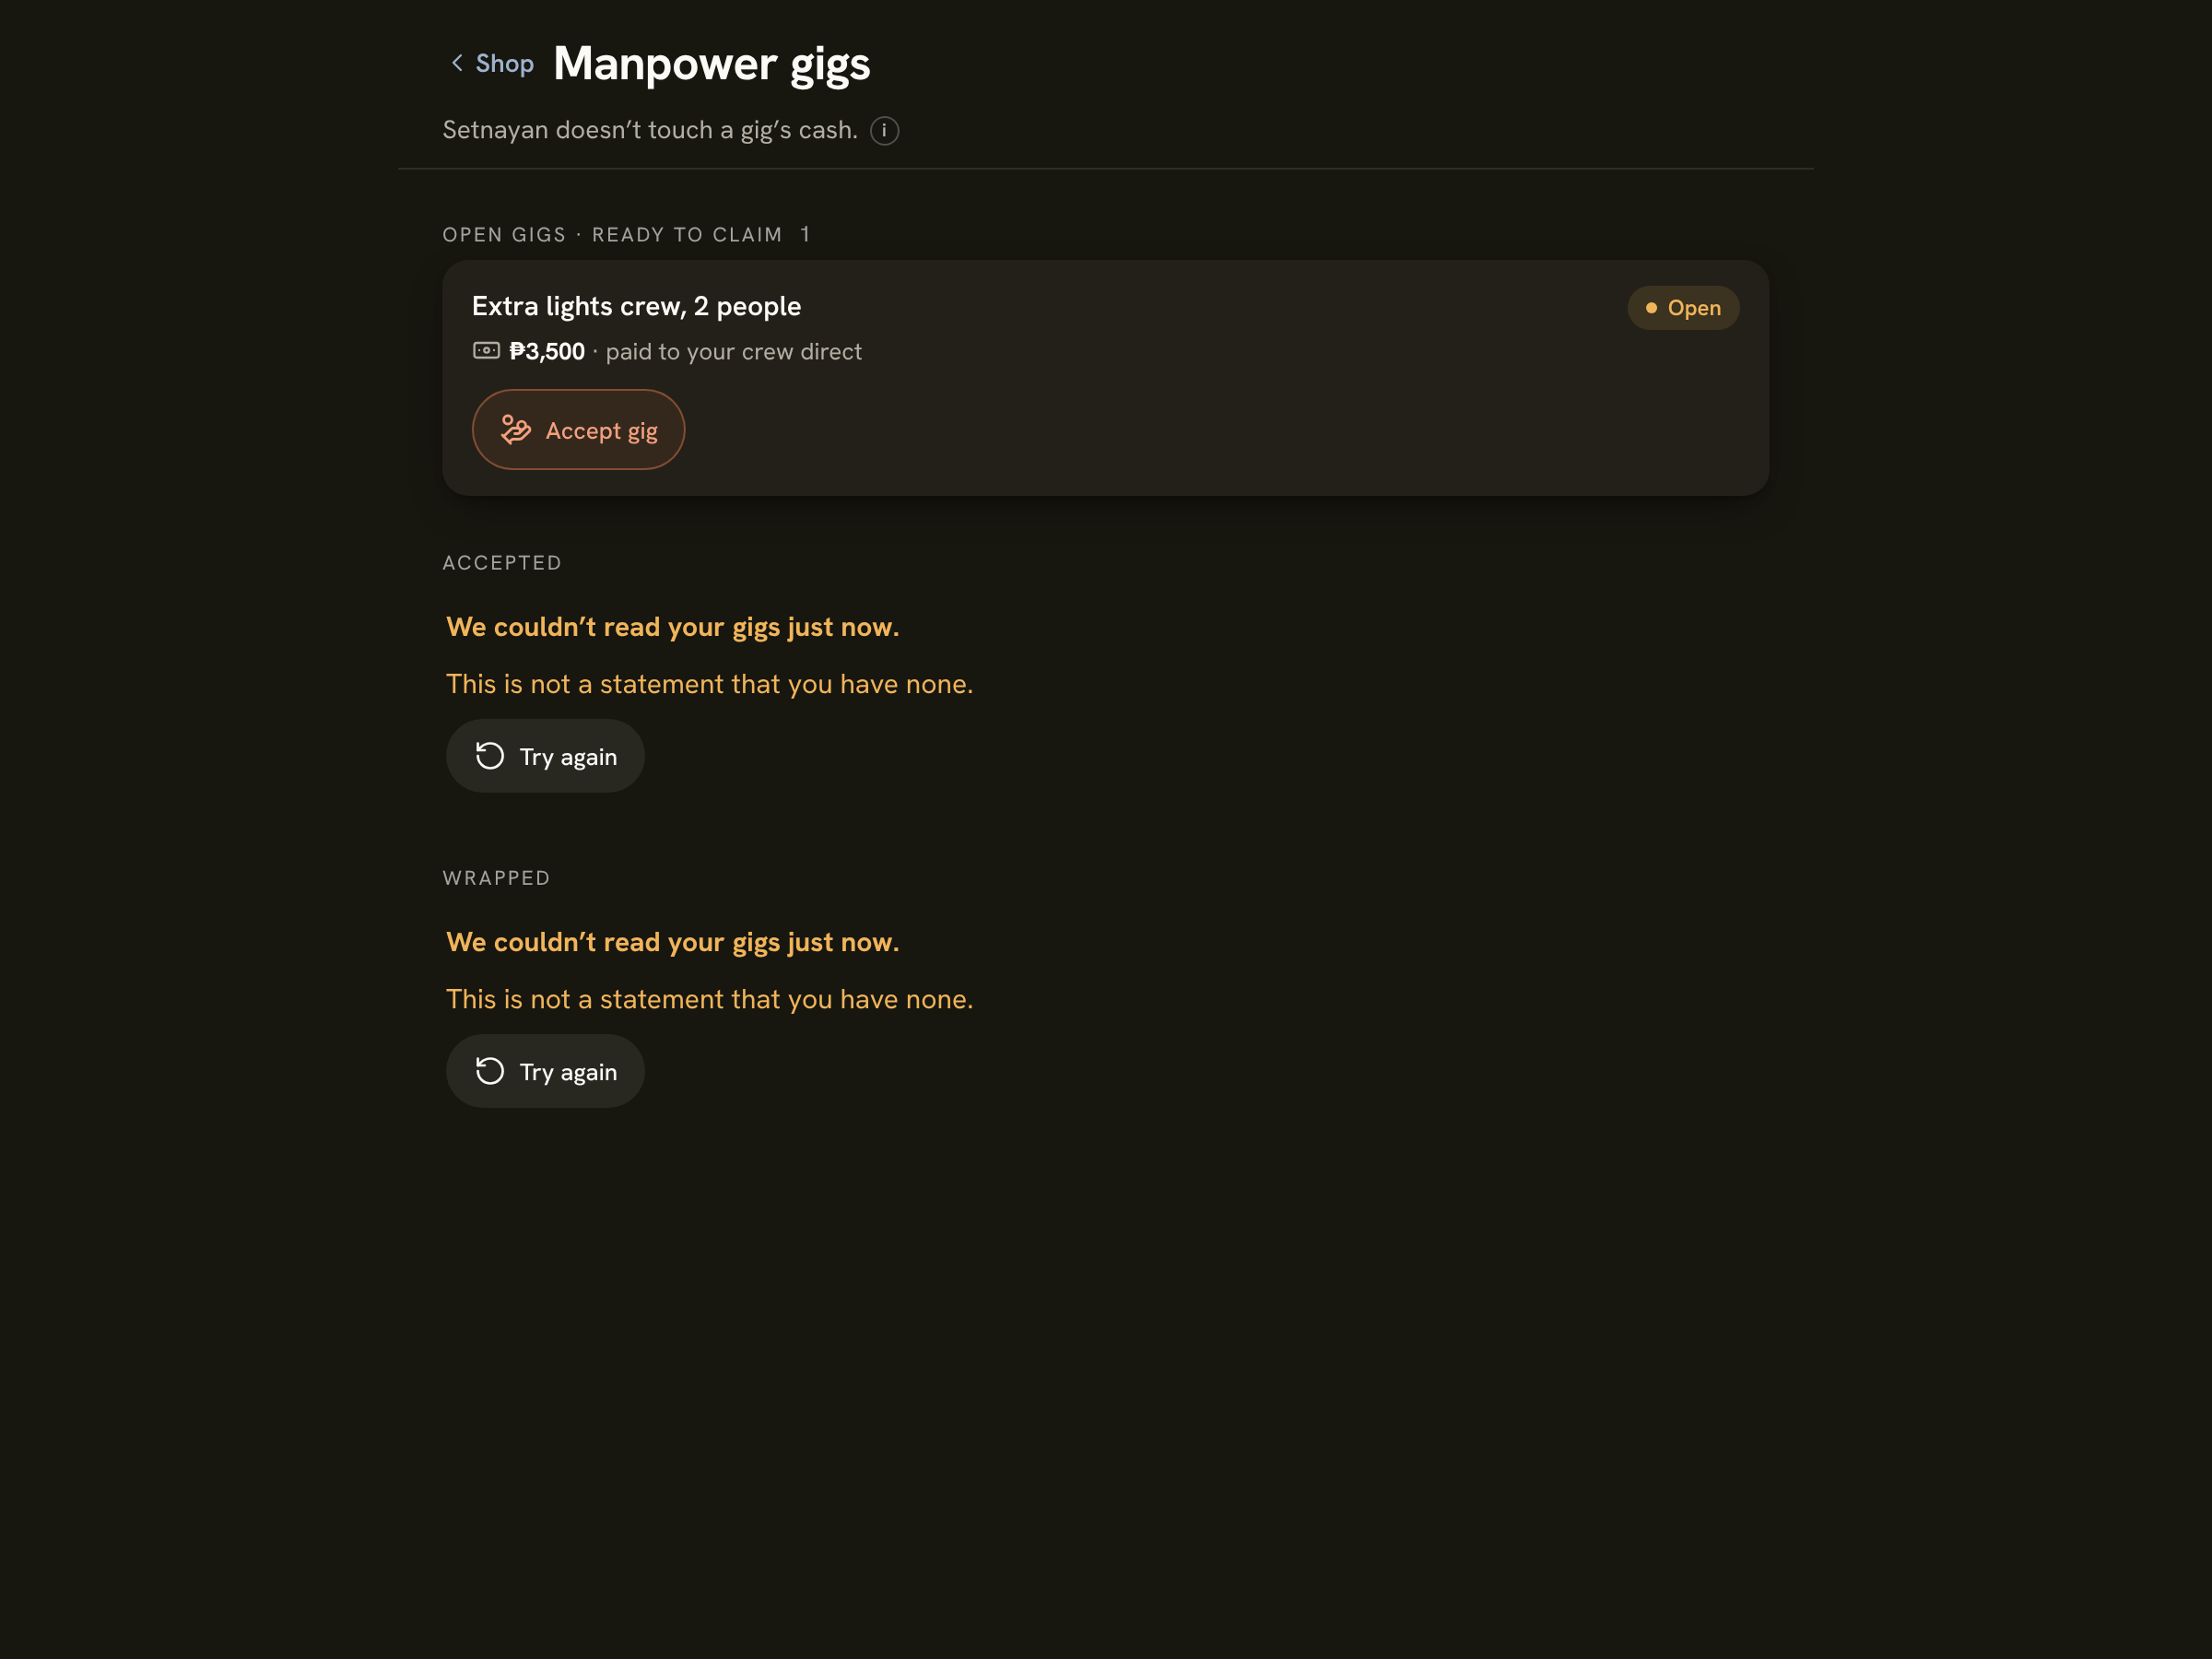 Shop Manpower gigs
Setnayan doesn’t touch a gig’s cash. i
OPEN GIGS · READY TO CLAIM 1
Extra lights crew, 2 people
Open
₱3,500 · paid to your crew direct
Accept gig
ACCEPTED
We couldn’t read your gigs just now.
This is not a statement that you have none.
Try again
WRAPPED
We couldn’t read your gigs just now.
This is not a statement that you have none.
Try again